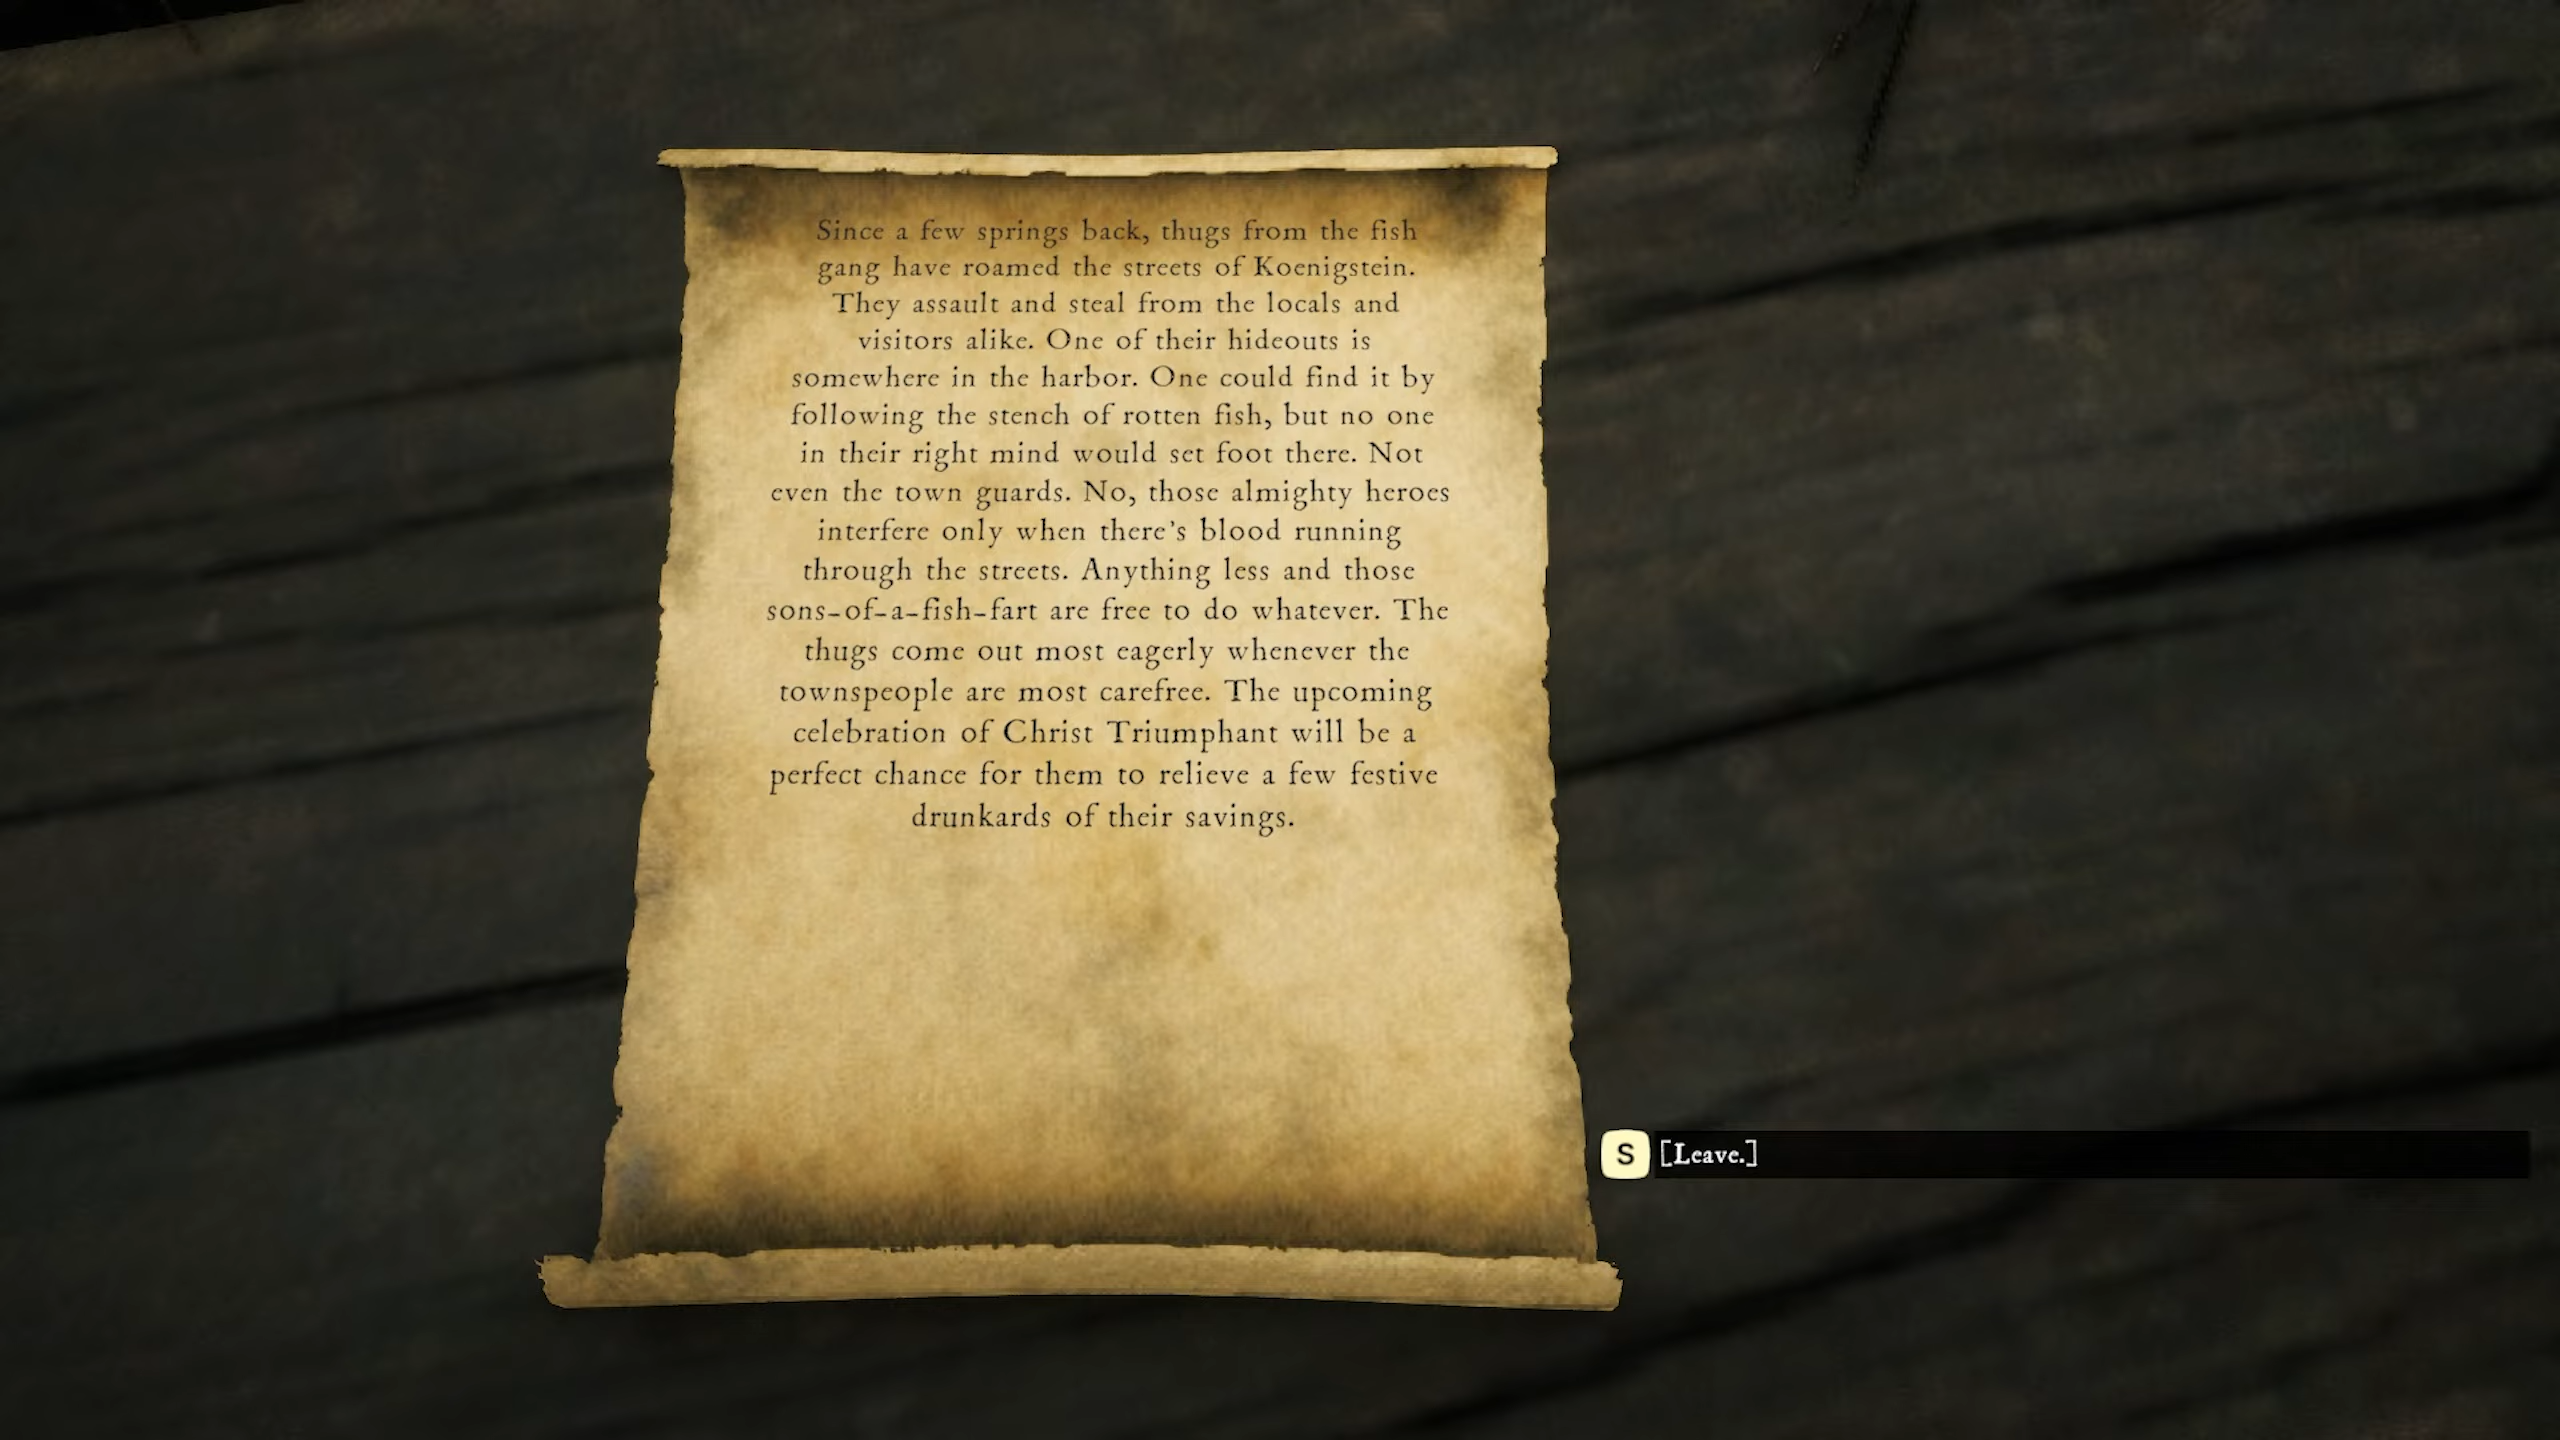 Since a few springs back, thugs from the fish
gang have roamed the streets of Koenigstein.
They assault and steal from the locals and
visitors alike. One of their hideouts is
somewhere in the harbor. One could find it by
following the stench of rotten fish, but no one
in their right mind would set foot there. Not
even the town guards. No, those almighty heroes
interfere only when there's blood running
through the streets. Anything less and those
sons-of-a-fish-fart are free to do whatever. The
thugs come out most eagerly whenever the
townspeople are most carefree. The upcoming
celebration of Christ Triumphant will be a
perfect chance for them to relieve a few festive
drunkards of their savings.
S [Leave.]